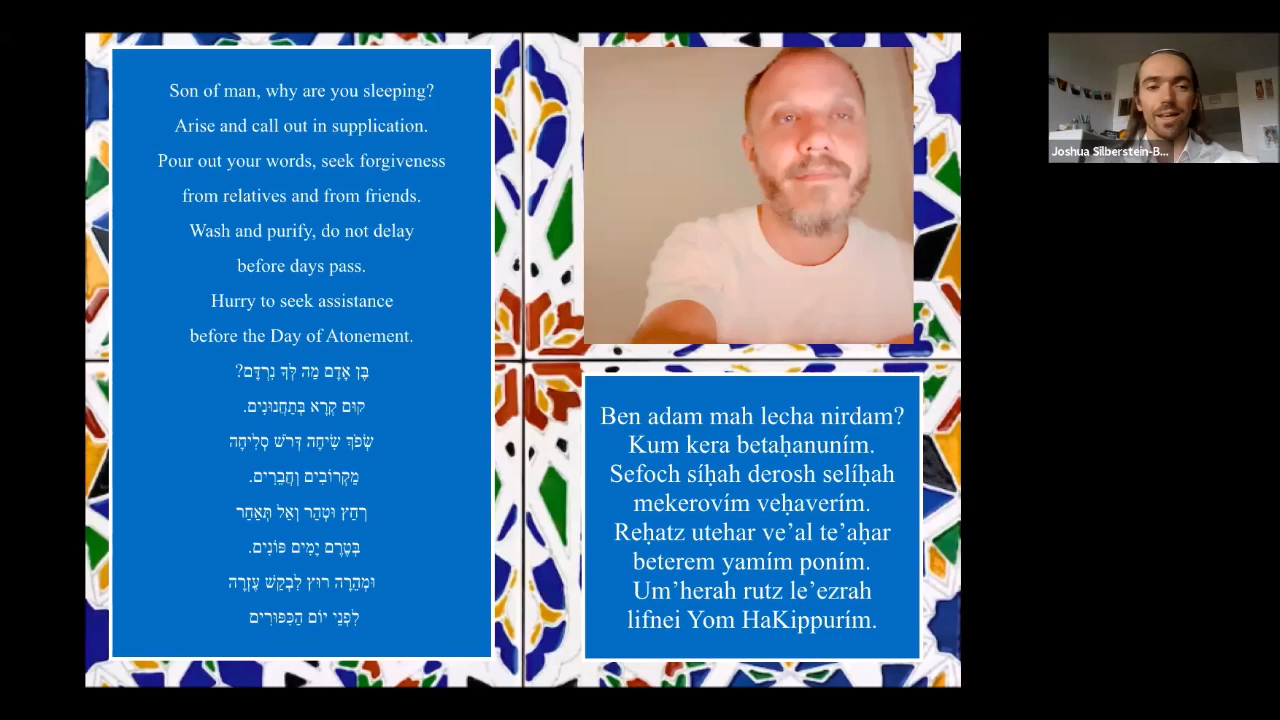 Son of man, why are you sleeping?
Arise and call out in supplication.
Pour out your words, seek forgiveness
from relatives and from friends.
Wash and purify, do not delay
before days pass.
Hurry to seek assistance
before the Day of Atonement.
בֶּן אָדָם מַה לְּךָ נִרְדָּם?
קוּם קְרָא בְּתַחֲנוּנִים.
שְׂפֹךְ שִׂיחָה דְּרֹשׁ סְלִיחָה
מִקְּרוֹבִים וְחֲבֵרִים.
רְחַץ וּטְהַר וְאַל תְּאַחַר
בְּטֶרֶם יָמִים פּוֹנִים.
וּמְהֵרָה רוּץ לְבְקַשׁ עֶזְרָה
לִפְנֵי יוֹם הַכִּפּוּרִים
Ben adam mah lecha nirdam?
Kum kera betaḥanuním.
Sefoch síḥah derosh selíḥah
mekerovím veḥaverím.
Reḥatz utehar ve’al te’aḥar
beterem yamím poním.
Um’herah rutz le’ezrah
lifnei Yom HaKippurím.
Joshua Silberstein-B...